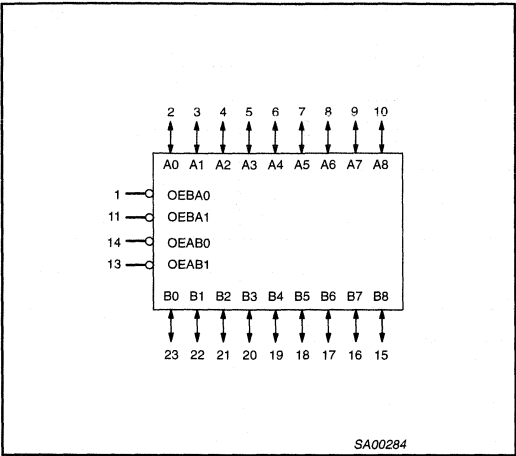 2 3 4 5 6 7 8 9 10
A0 A1 A2 A3 A4 A5 A6 A7 A8
1 OEBA0
11 OEBA1
14 OEAB0
13 OEAB1
B0 B1 B2 B3 B4 B5 B6 B7 B8
23 22 21 20 19 18 17 16 15
SA00284